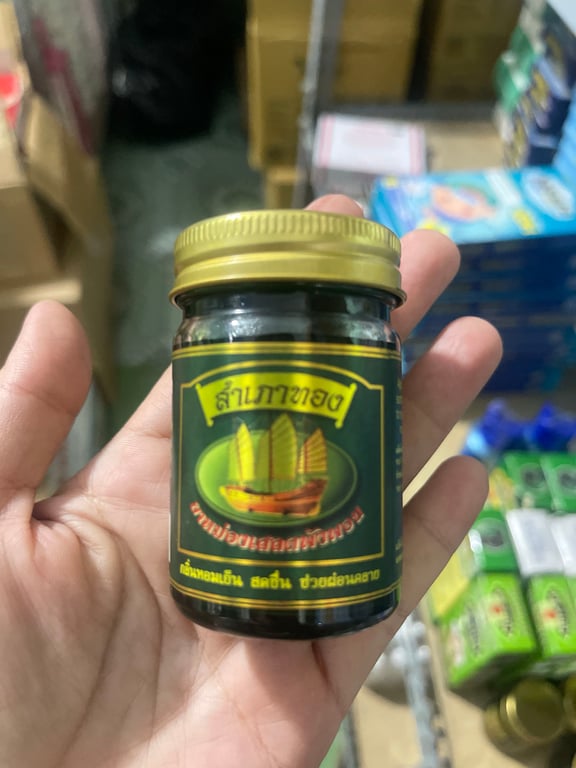 สำเภาทอง
ยาหม่องเสลดพังพอน
กลิ่นหอมเย็น สดชื่น ช่วยผ่อนคลาย